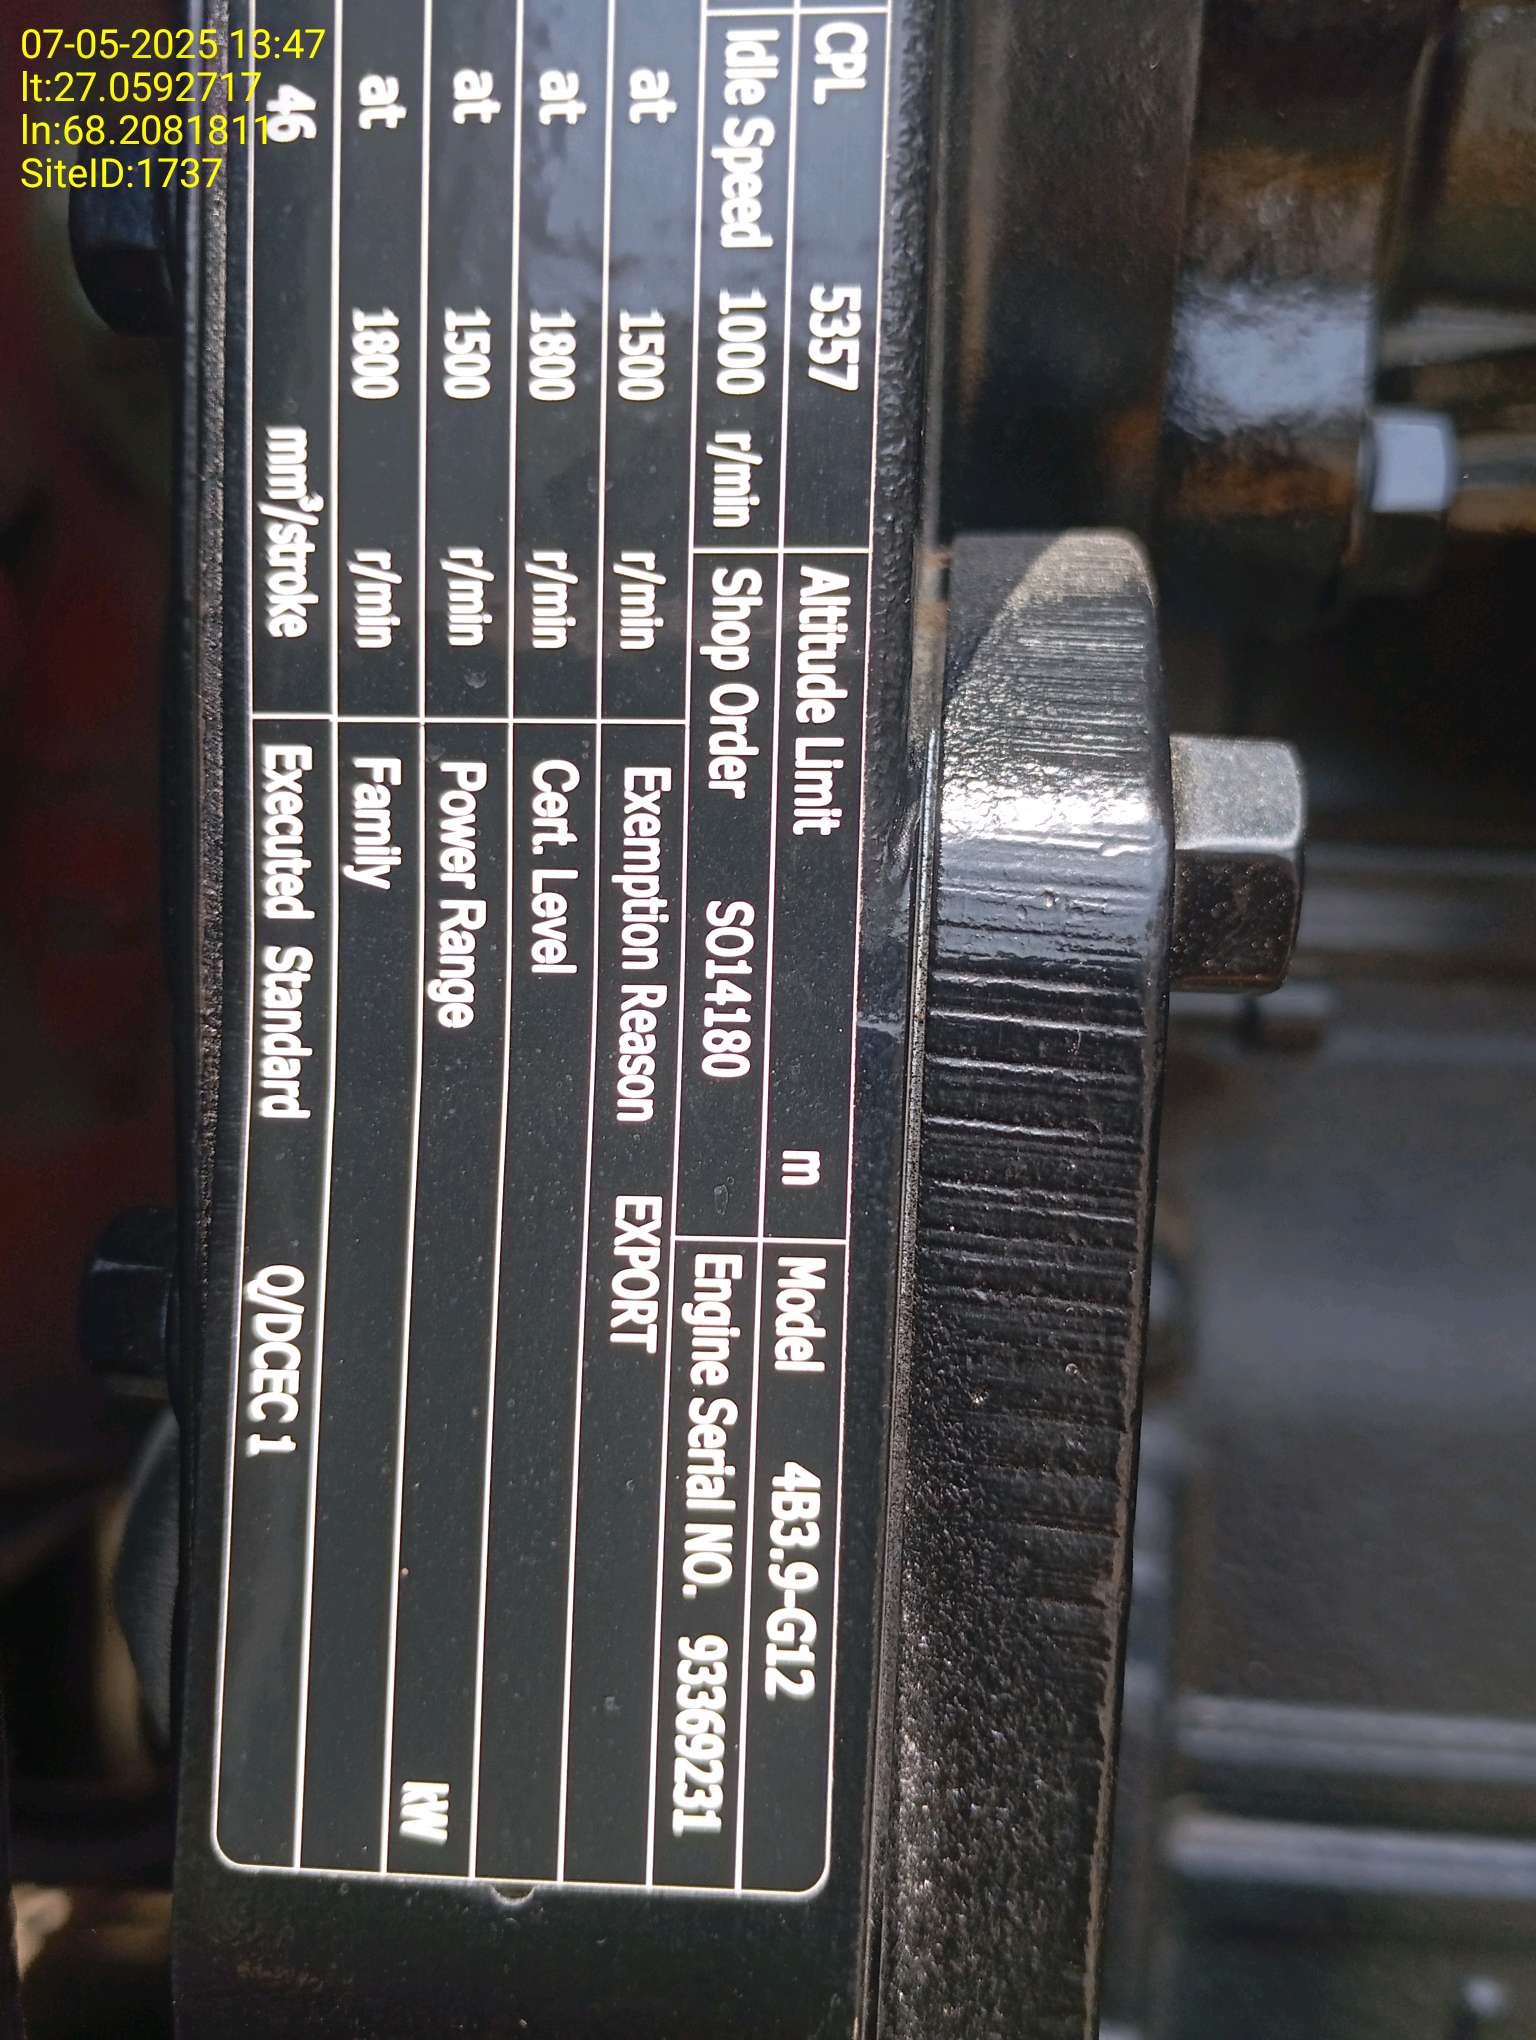 07-05-2025 13:47
lt:27.0592717
ln:68.2081811
SiteID:1737
CPL 5357 Altitude Limit m Model 4B3.9-G12
Idle Speed 1000 r/min Shop Order SO14180 Engine Serial NO. 93369231
at 1500 r/min Exemption Reason EXPORT
at 1800 r/min Cert. Level
at 1500 r/min Power Range kW
at 1800 r/min Family
46 mm³/stroke Executed Standard Q/DCEC 1